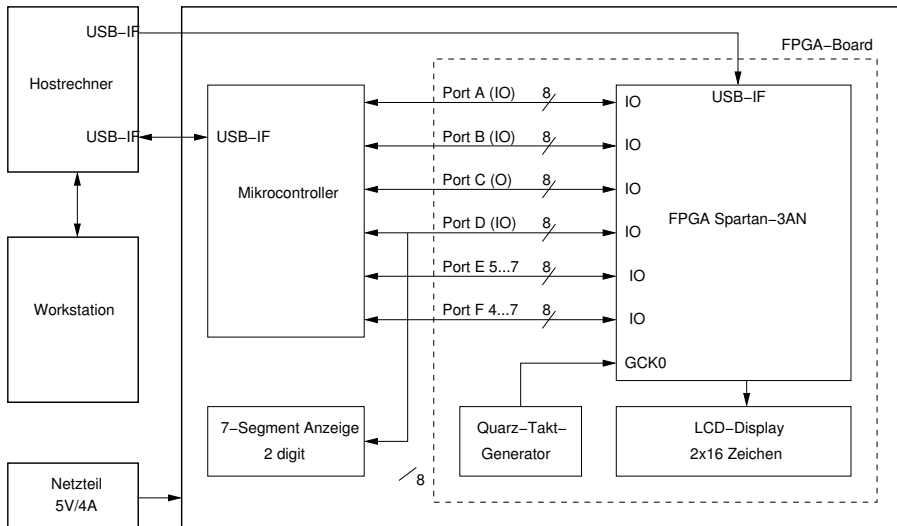 USB−IF
FPGA−Board
Hostrechner
USB−IF
USB−IF
Mikrocontroller
Port A (IO) 8
Port B (IO) 8
Port C (O) 8
Port D (IO) 8
Port E 5...7 8
Port F 4...7 8
USB−IF
IO
IO
IO
FPGA Spartan−3AN
IO
IO
IO
GCK0
Workstation
7−Segment Anzeige
2 digit
8
Quarz−Takt−
Generator
LCD−Display
2x16 Zeichen
Netzteil
5V/4A